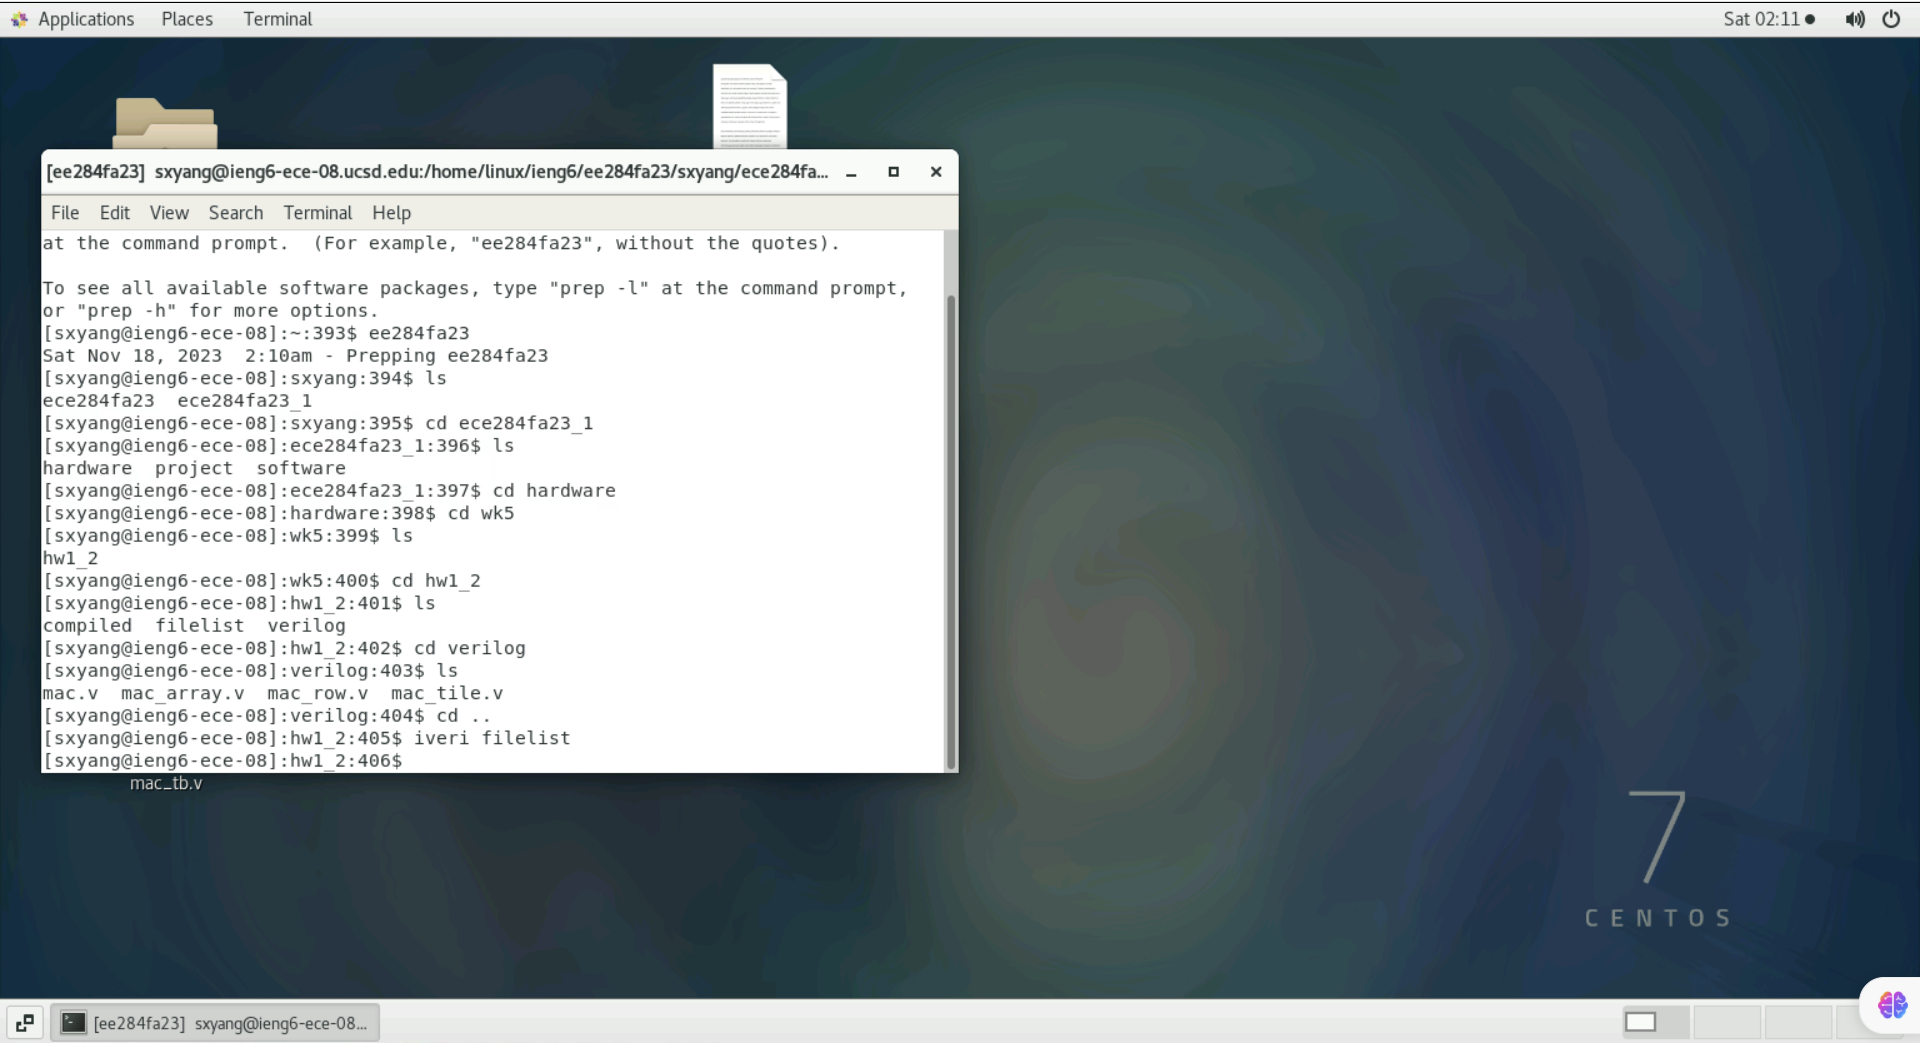 Applications Places Terminal Sat 02:11
[ee284fa23] sxyang@ieng6-ece-08.ucsd.edu:/home/linux/ieng6/ee284fa23/sxyang/ece284fa...
File Edit View Search Terminal Help
at the command prompt.  (For example, "ee284fa23", without the quotes).
To see all available software packages, type "prep -l" at the command prompt,
or "prep -h" for more options.
[sxyang@ieng6-ece-08]:~:393$ ee284fa23
Sat Nov 18, 2023  2:10am - Prepping ee284fa23
[sxyang@ieng6-ece-08]:sxyang:394$ ls
ece284fa23  ece284fa23_1
[sxyang@ieng6-ece-08]:sxyang:395$ cd ece284fa23_1
[sxyang@ieng6-ece-08]:ece284fa23_1:396$ ls
hardware  project  software
[sxyang@ieng6-ece-08]:ece284fa23_1:397$ cd hardware
[sxyang@ieng6-ece-08]:hardware:398$ cd wk5
[sxyang@ieng6-ece-08]:wk5:399$ ls
hw1_2
[sxyang@ieng6-ece-08]:wk5:400$ cd hw1_2
[sxyang@ieng6-ece-08]:hw1_2:401$ ls
compiled  filelist  verilog
[sxyang@ieng6-ece-08]:hw1_2:402$ cd verilog
[sxyang@ieng6-ece-08]:verilog:403$ ls
mac.v  mac_array.v  mac_row.v  mac_tile.v
[sxyang@ieng6-ece-08]:verilog:404$ cd ..
[sxyang@ieng6-ece-08]:hw1_2:405$ iveri filelist
[sxyang@ieng6-ece-08]:hw1_2:406$
mac_tb.v
7
CENTOS
[ee284fa23] sxyang@ieng6-ece-08...